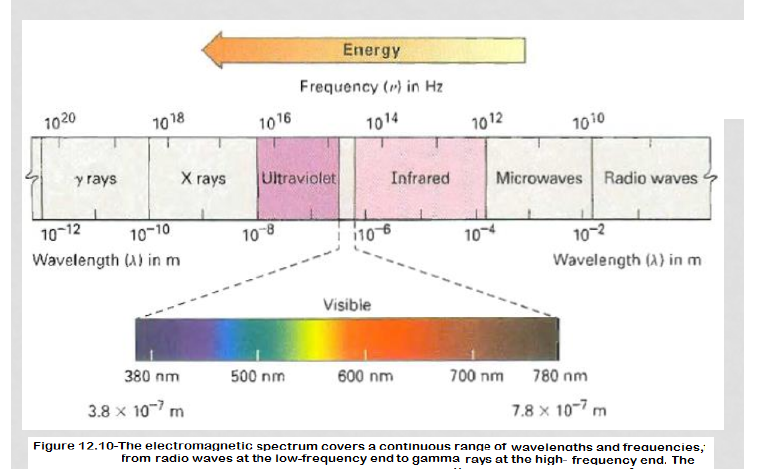 Energy
Frequency (ν) in Hz
10²⁰ 10¹⁸ 10¹⁶ 10¹⁴ 10¹² 10¹⁰
γ rays X rays Ultraviolet Infrared Microwaves Radio waves
10⁻¹² 10⁻¹⁰ 10⁻⁸ 10⁻⁶ 10⁻⁴ 10⁻²
Wavelength (λ) in m Wavelength (λ) in m
Visible
380 nm 500 nm 600 nm 700 nm 780 nm
3.8 × 10⁻⁷ m 7.8 × 10⁻⁷ m
Figure 12.10-The electromagnetic spectrum covers a continuous range of wavelengths and frequencies,
from radio waves at the low-frequency end to gamma rays at the high- frequency end. The